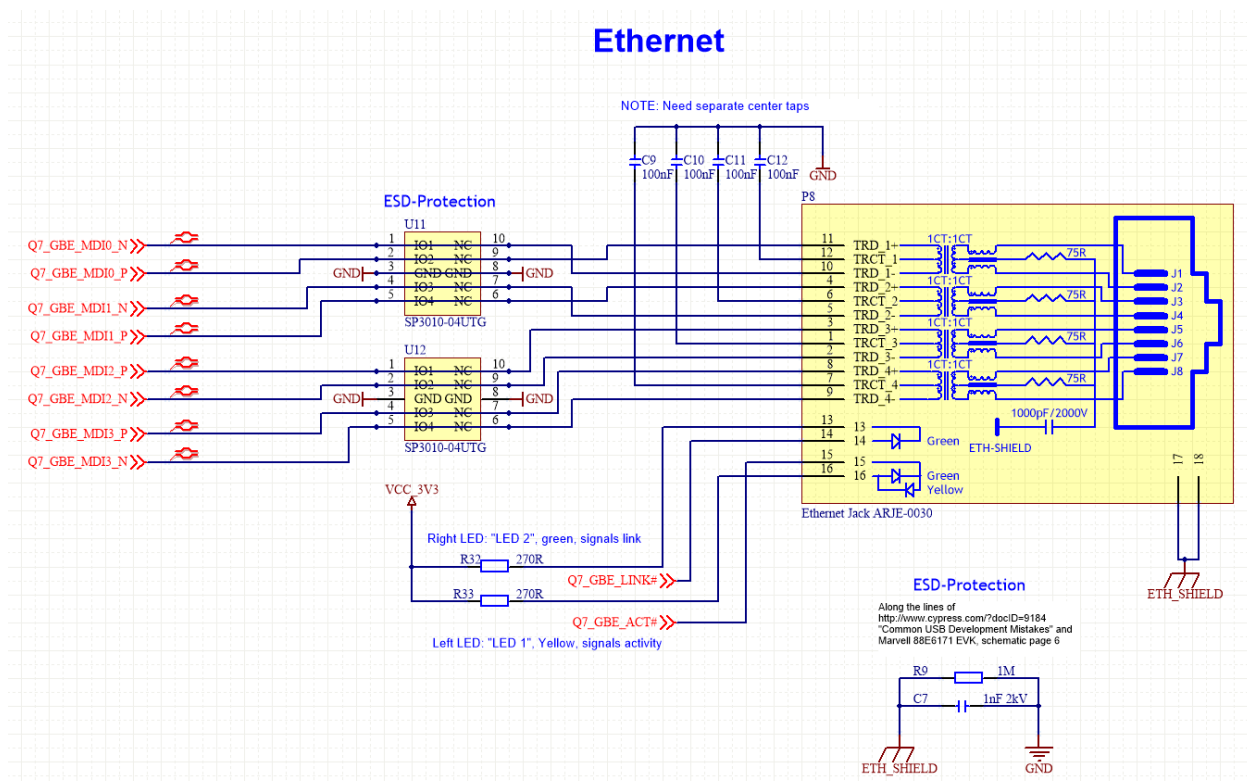 Ethernet
NOTE: Need separate center taps
C9
100nF
C10
100nF
C11
100nF
C12
100nF
GND
P8
ESD-Protection
U11
Q7_GBE_MDI0_N
1 IO1 NC 10
2 IO2 NC 9
Q7_GBE_MDI0_P
GND 3 GND GND 8 GND
4 IO3 NC 7
Q7_GBE_MDI1_N
5 IO4 NC 6
SP3010-04UTG
Q7_GBE_MDI1_P
U12
Q7_GBE_MDI2_P
1 IO1 NC 10
2 IO2 NC 9
Q7_GBE_MDI2_N
GND 3 GND GND 8 GND
4 IO3 NC 7
Q7_GBE_MDI3_P
5 IO4 NC 6
SP3010-04UTG
Q7_GBE_MDI3_N
11 TRD_1+
12 TRCT_1
10 TRD_1-
4 TRD_2+
6 TRCT_2
5 TRD_2-
3 TRD_3+
1 TRCT_3
2 TRD_3-
8 TRD_4+
7 TRCT_4
9 TRD_4-
1CT:1CT
75R
1CT:1CT
75R
1CT:1CT
75R
1CT:1CT
75R
J1
J2
J3
J4
J5
J6
J7
J8
1000pF/2000V
ETH-SHIELD
13 13
14 14 Green
15 15 Green
16 16 Yellow
17
18
Ethernet Jack ARJE-0030
ETH_SHIELD
VCC_3V3
Right LED: "LED 2", green, signals link
R32 270R
Q7_GBE_LINK#
R33 270R
Q7_GBE_ACT#
Left LED: "LED 1", Yellow, signals activity
ESD-Protection
Along the lines of
http://www.cypress.com/?docID=9184
"Common USB Development Mistakes" and
Marvell 88E6171 EVK, schematic page 6
R9 1M
C7 1nF 2kV
ETH_SHIELD
GND